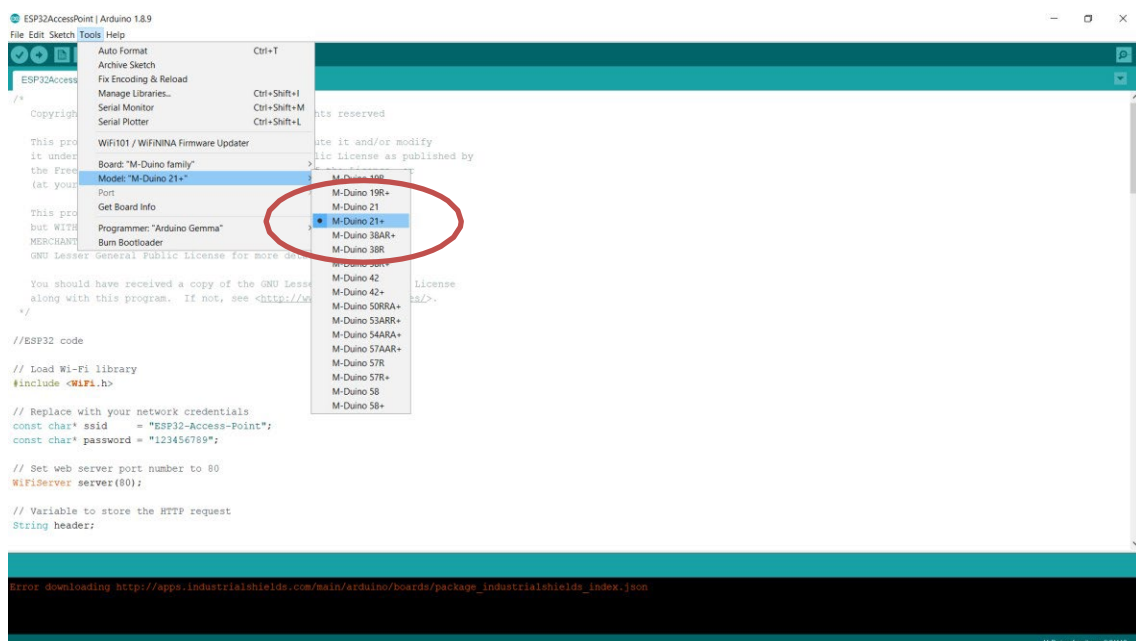 ESP32AccessPoint | Arduino 1.8.9
File Edit Sketch Tools Help
Auto Format Ctrl+T
Archive Sketch
Fix Encoding & Reload
Manage Libraries... Ctrl+Shift+I
Serial Monitor Ctrl+Shift+M
Serial Plotter Ctrl+Shift+L
WiFi101 / WiFiNINA Firmware Updater
Board: "M-Duino family"
Model: "M-Duino 21+"
Port
Get Board Info
Programmer: "Arduino Gemma"
Burn Bootloader
M-Duino 19R
M-Duino 19R+
M-Duino 21
M-Duino 21+
M-Duino 38AR+
M-Duino 38R
M-Duino 38R+
M-Duino 42
M-Duino 42+
M-Duino 50RRA+
M-Duino 53ARR+
M-Duino 54ARA+
M-Duino 57AAR+
M-Duino 57R
M-Duino 57R+
M-Duino 58
M-Duino 58+
ESP32Access
/*
Copyrigh hts reserved
This pro ute it and/or modify
it under lic License as published by
the Free
(at your
This pro
but WITH
MERCHANT
GNU Lesser General Public License for more det
You should have received a copy of the GNU Lesse License
along with this program. If not, see <http://w es/>.
*/
//ESP32 code
// Load Wi-Fi library
#include <WiFi.h>
// Replace with your network credentials
const char* ssid = "ESP32-Access-Point";
const char* password = "123456789";
// Set web server port number to 80
WiFiServer server(80);
// Variable to store the HTTP request
String header;
Error downloading http://apps.industrialshields.com/main/arduino/boards/package_industrialshields_index.json